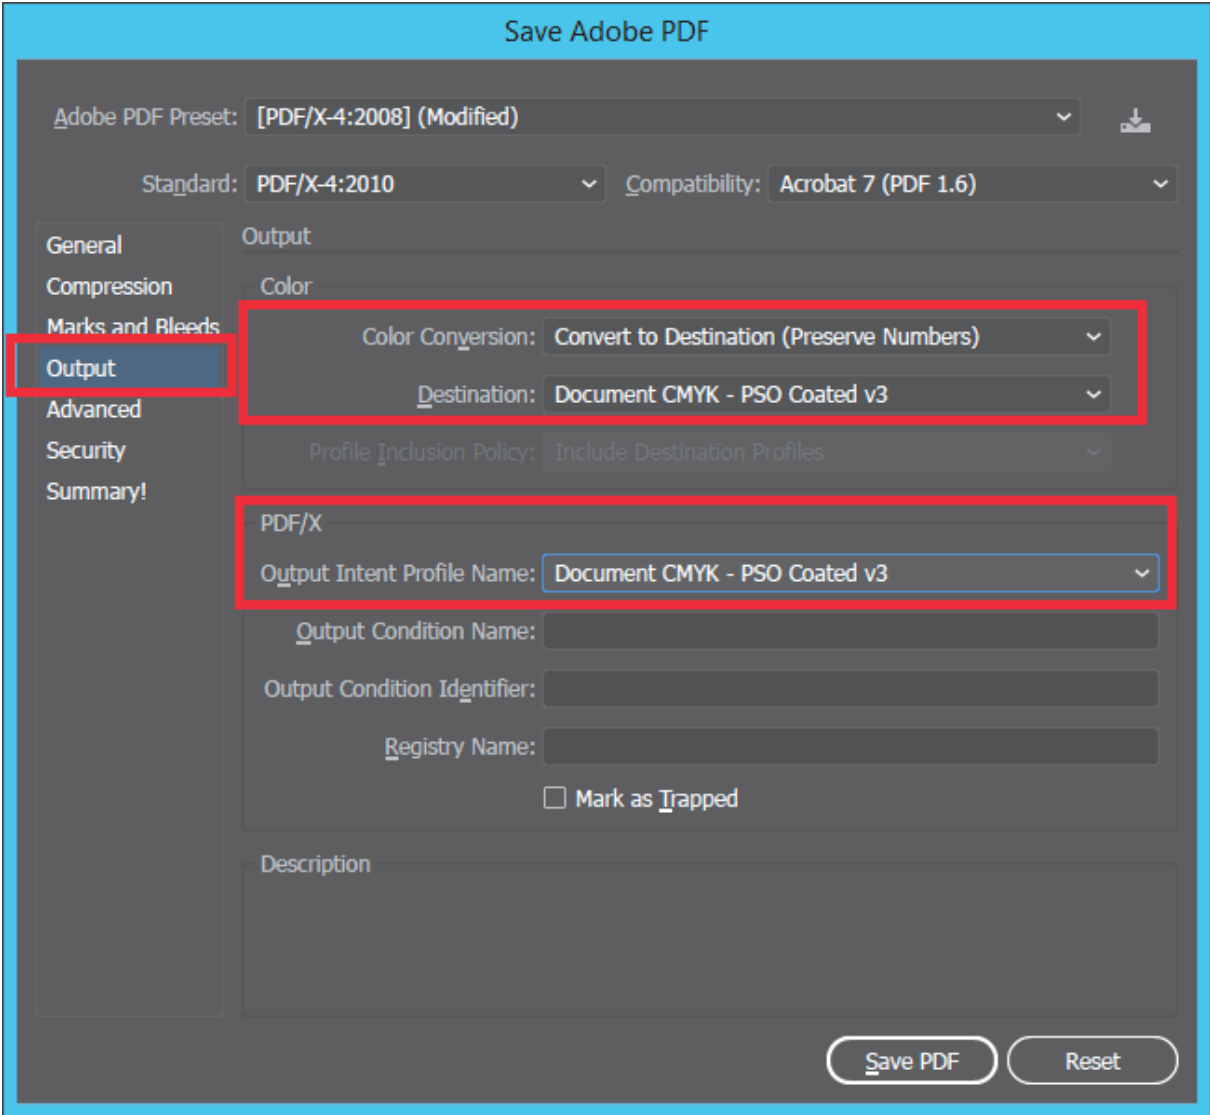 Save Adobe PDF
Adobe PDF Preset: [PDF/X-4:2008] (Modified)
Standard: PDF/X-4:2010 Compatibility: Acrobat 7 (PDF 1.6)
General
Compression
Marks and Bleeds
Output
Advanced
Security
Summary!
Output
Color
Color Conversion: Convert to Destination (Preserve Numbers)
Destination: Document CMYK - PSO Coated v3
Profile Inclusion Policy: Include Destination Profiles
PDF/X
Output Intent Profile Name: Document CMYK - PSO Coated v3
Output Condition Name:
Output Condition Identifier:
Registry Name:
Mark as Trapped
Description
Save PDF Reset